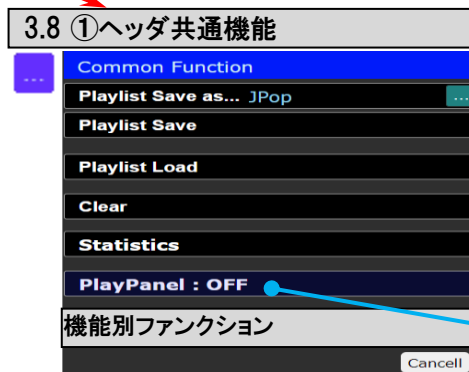 3.8 ①ヘッダ共通機能
...
Common Function
Playlist Save as... JPop
...
Playlist Save
Playlist Load
Clear
Statistics
PlayPanel : OFF
機能別ファンクション
Cancell